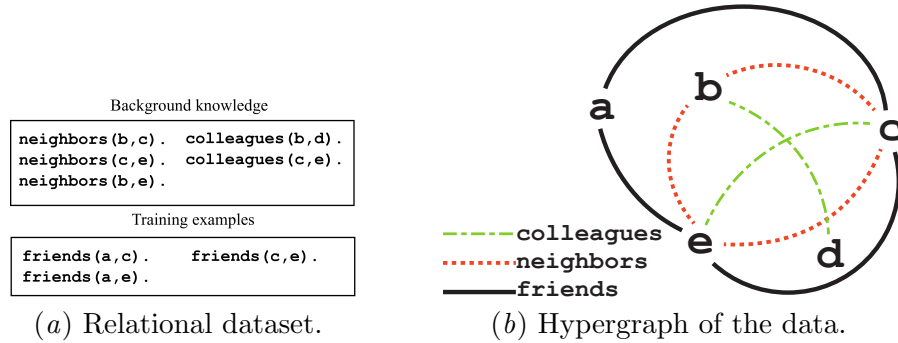 Background knowledge
neighbors(b,c). colleagues(b,d).
neighbors(c,e). colleagues(c,e).
neighbors(b,e).
Training examples
friends(a,c). friends(c,e).
friends(a,e).
(a) Relational dataset.
a
b
c
e
d
colleagues
neighbors
friends
(b) Hypergraph of the data.